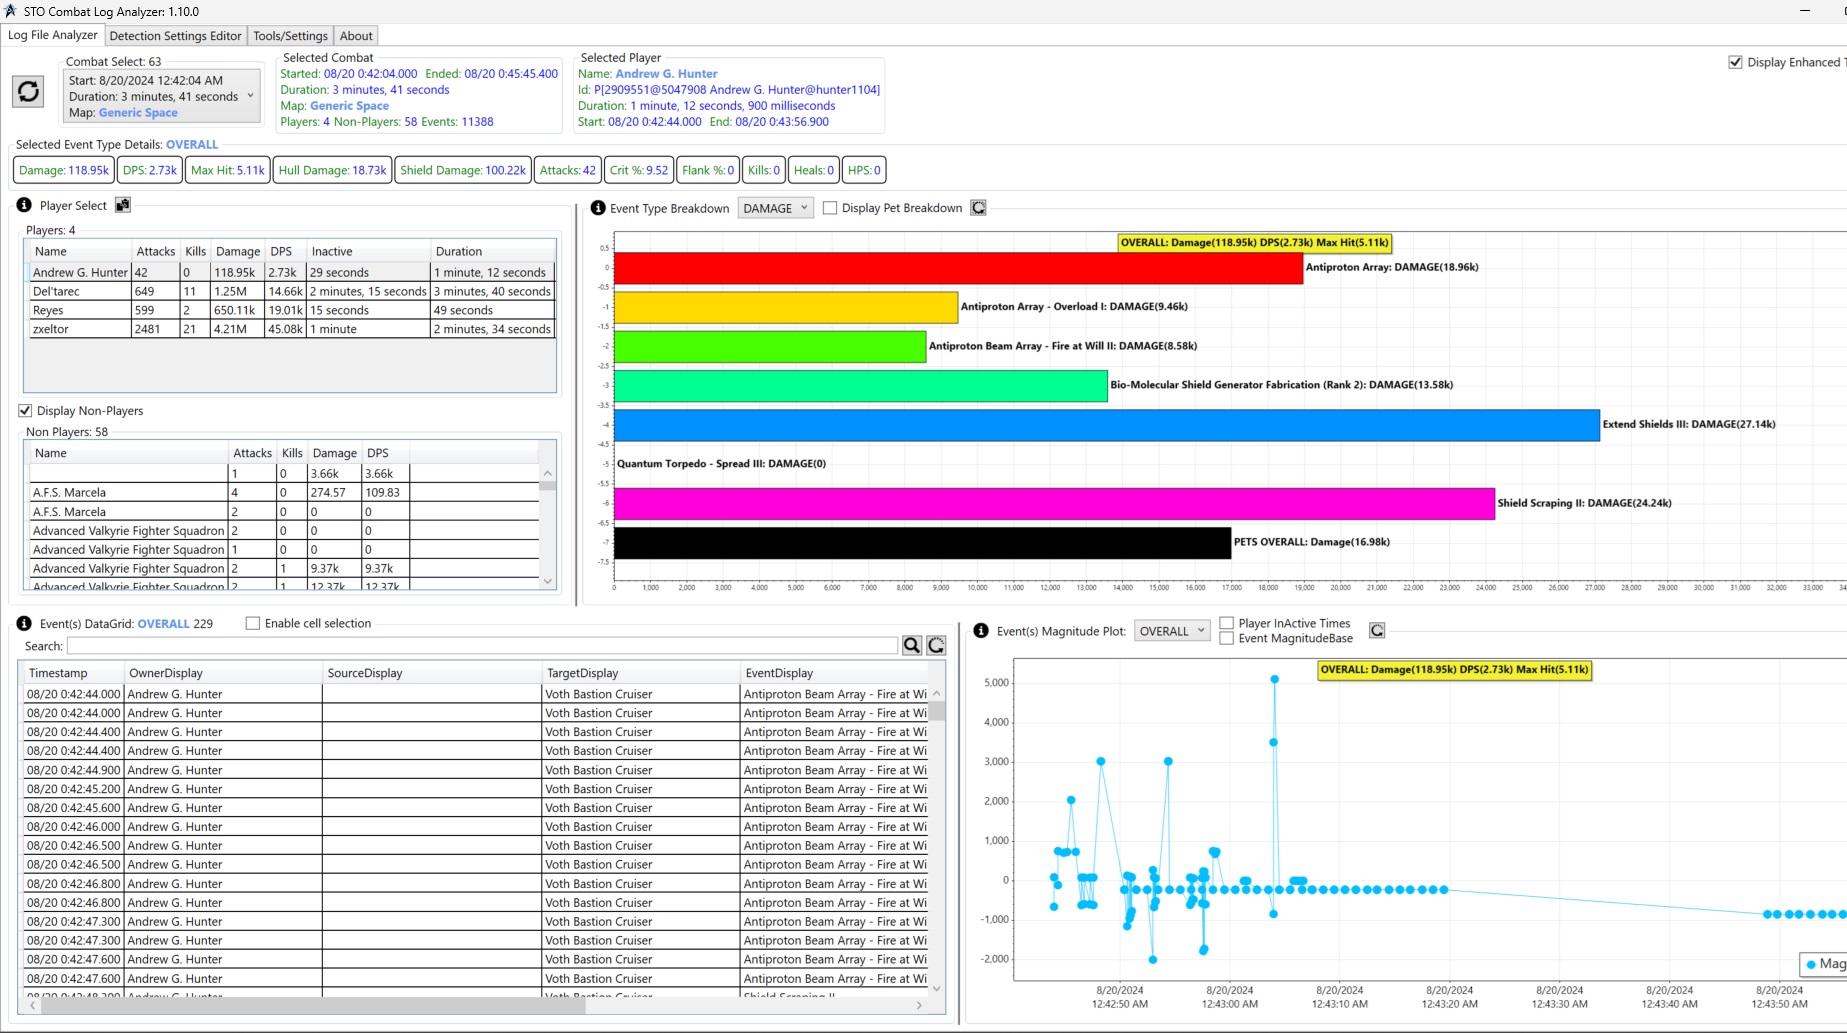 STO Combat Log Analyzer: 1.10.0
Log File Analyzer Detection Settings Editor Tools/Settings About
Combat Select: 63
Start: 8/20/2024 12:42:04 AM
Duration: 3 minutes, 41 seconds
Map: Generic Space
Selected Combat
Started: 08/20 0:42:04.000 Ended: 08/20 0:45:45.400
Duration: 3 minutes, 41 seconds
Map: Generic Space
Players: 4 Non-Players: 58 Events: 11388
Selected Player
Name: Andrew G. Hunter
Id: P[2909551@5047908 Andrew G. Hunter@hunter1104]
Duration: 1 minute, 12 seconds, 900 milliseconds
Start: 08/20 0:42:44.000 End: 08/20 0:43:56.900
Display Enhanced
Selected Event Type Details: OVERALL
Damage: 118.95k DPS: 2.73k Max Hit: 5.11k Hull Damage: 18.73k Shield Damage: 100.22k Attacks: 42 Crit %: 9.52 Flank %: 0 Kills: 0 Heals: 0 HPS: 0
Player Select
Players: 4
Name Attacks Kills Damage DPS Inactive Duration
Andrew G. Hunter 42 0 118.95k 2.73k 29 seconds 1 minute, 12 seconds
Del'tarec 649 11 1.25M 14.66k 2 minutes, 15 seconds 3 minutes, 40 seconds
Reyes 599 2 650.11k 19.01k 15 seconds 49 seconds
zxeltor 2481 21 4.21M 45.08k 1 minute 2 minutes, 34 seconds
Display Non-Players
Non Players: 58
Name Attacks Kills Damage DPS
1 0 3.66k 3.66k
A.F.S. Marcela 4 0 274.57 109.83
A.F.S. Marcela 2 0 0 0
Advanced Valkyrie Fighter Squadron 2 0 0 0
Advanced Valkyrie Fighter Squadron 1 0 0 0
Advanced Valkyrie Fighter Squadron 2 1 9.37k 9.37k
Advanced Valkyrie Fighter Squadron 2 1 12.37k 12.37k
Event Type Breakdown DAMAGE Display Pet Breakdown
OVERALL: Damage(118.95k) DPS(2.73k) Max Hit(5.11k)
0.5
0
-0.5
-1
-1.5
-2
-2.5
-3
-3.5
-4
-4.5
-5
-5.5
-6
-6.5
-7
-7.5
Antiproton Array: DAMAGE(18.96k)
Antiproton Array - Overload I: DAMAGE(9.46k)
Antiproton Beam Array - Fire at Will II: DAMAGE(8.58k)
Bio-Molecular Shield Generator Fabrication (Rank 2): DAMAGE(13.58k)
Extend Shields III: DAMAGE(27.14k)
Quantum Torpedo - Spread III: DAMAGE(0)
Shield Scraping II: DAMAGE(24.24k)
PETS OVERALL: Damage(16.98k)
0 1,000 2,000 3,000 4,000 5,000 6,000 7,000 8,000 9,000 10,000 11,000 12,000 13,000 14,000 15,000 16,000 17,000 18,000 19,000 20,000 21,000 22,000 23,000 24,000 25,000 26,000 27,000 28,000 29,000 30,000 31,000 32,000 33,000
Event(s) DataGrid: OVERALL 229 Enable cell selection
Search:
Timestamp OwnerDisplay SourceDisplay TargetDisplay EventDisplay
08/20 0:42:44.000 Andrew G. Hunter Voth Bastion Cruiser Antiproton Beam Array - Fire at Wi
08/20 0:42:44.000 Andrew G. Hunter Voth Bastion Cruiser Antiproton Beam Array - Fire at Wi
08/20 0:42:44.400 Andrew G. Hunter Voth Bastion Cruiser Antiproton Beam Array - Fire at Wi
08/20 0:42:44.400 Andrew G. Hunter Voth Bastion Cruiser Antiproton Beam Array - Fire at Wi
08/20 0:42:44.900 Andrew G. Hunter Voth Bastion Cruiser Antiproton Beam Array - Fire at Wi
08/20 0:42:45.200 Andrew G. Hunter Voth Bastion Cruiser Antiproton Beam Array - Fire at Wi
08/20 0:42:45.600 Andrew G. Hunter Voth Bastion Cruiser Antiproton Beam Array - Fire at Wi
08/20 0:42:46.000 Andrew G. Hunter Voth Bastion Cruiser Antiproton Beam Array - Fire at Wi
08/20 0:42:46.500 Andrew G. Hunter Voth Bastion Cruiser Antiproton Beam Array - Fire at Wi
08/20 0:42:46.500 Andrew G. Hunter Voth Bastion Cruiser Antiproton Beam Array - Fire at Wi
08/20 0:42:46.800 Andrew G. Hunter Voth Bastion Cruiser Antiproton Beam Array - Fire at Wi
08/20 0:42:46.800 Andrew G. Hunter Voth Bastion Cruiser Antiproton Beam Array - Fire at Wi
08/20 0:42:47.300 Andrew G. Hunter Voth Bastion Cruiser Antiproton Beam Array - Fire at Wi
08/20 0:42:47.300 Andrew G. Hunter Voth Bastion Cruiser Antiproton Beam Array - Fire at Wi
08/20 0:42:47.600 Andrew G. Hunter Voth Bastion Cruiser Antiproton Beam Array - Fire at Wi
08/20 0:42:47.600 Andrew G. Hunter Voth Bastion Cruiser Antiproton Beam Array - Fire at Wi
Event(s) Magnitude Plot: OVERALL
Player InActive Times
Event MagnitudeBase
OVERALL: Damage(118.95k) DPS(2.73k) Max Hit(5.11k)
5,000
4,000
3,000
2,000
1,000
0
-1,000
-2,000
Mag
8/20/2024 8/20/2024 8/20/2024 8/20/2024 8/20/2024 8/20/2024 8/20/2024
12:42:50 AM 12:43:00 AM 12:43:10 AM 12:43:20 AM 12:43:30 AM 12:43:40 AM 12:43:50 AM